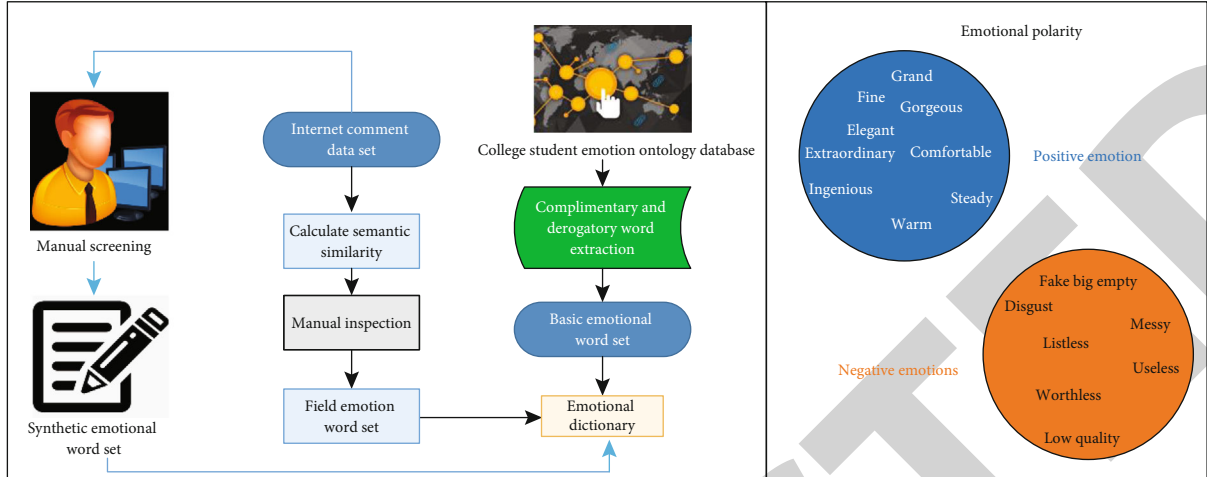 Manual screening
Synthetic emotional
word set
Internet comment
data set
Calculate semantic
similarity
Manual inspection
Field emotion
word set
College student emotion ontology database
Complimentary and
derogatory word
extraction
Basic emotional
word set
Emotional
dictionary
Emotional polarity
Grand
Fine
Gorgeous
Elegant
Extraordinary
Comfortable
Ingenious
Steady
Warm
Positive emotion
Fake big empty
Disgust
Messy
Listless
Useless
Worthless
Low quality
Negative emotions